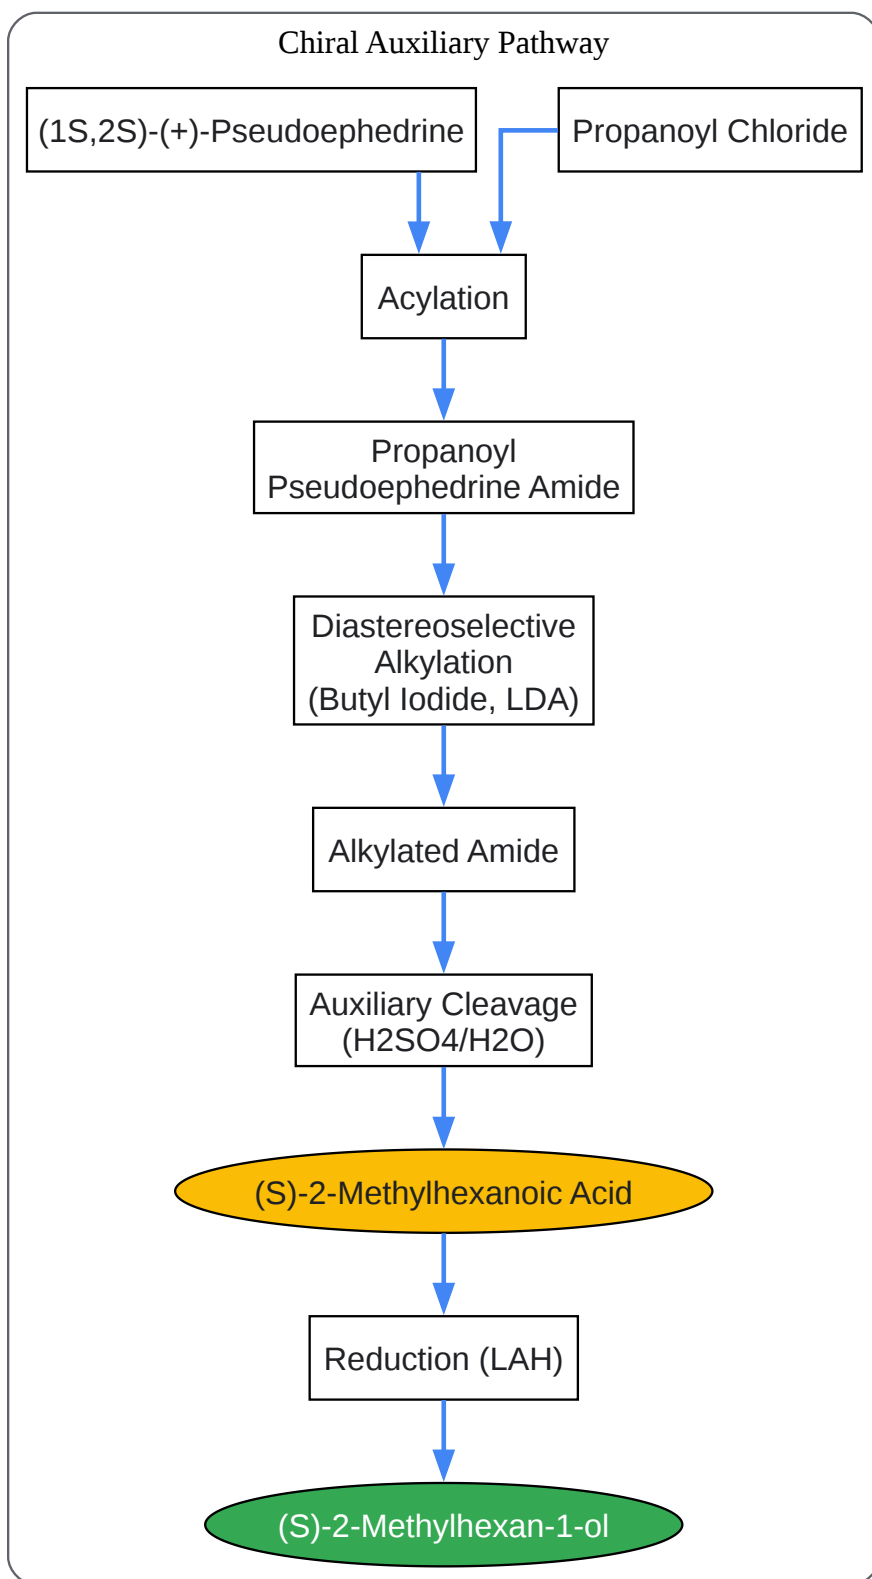 Chiral Auxiliary Pathway
(1S,2S)-(+)-Pseudoephedrine
Propanoyl Chloride
Acylation
Propanoyl
Pseudoephedrine Amide
Diastereoselective
Alkylation
(Butyl Iodide, LDA)
Alkylated Amide
Auxiliary Cleavage
(H2SO4/H2O)
(S)-2-Methylhexanoic Acid
Reduction (LAH)
(S)-2-Methylhexan-1-ol